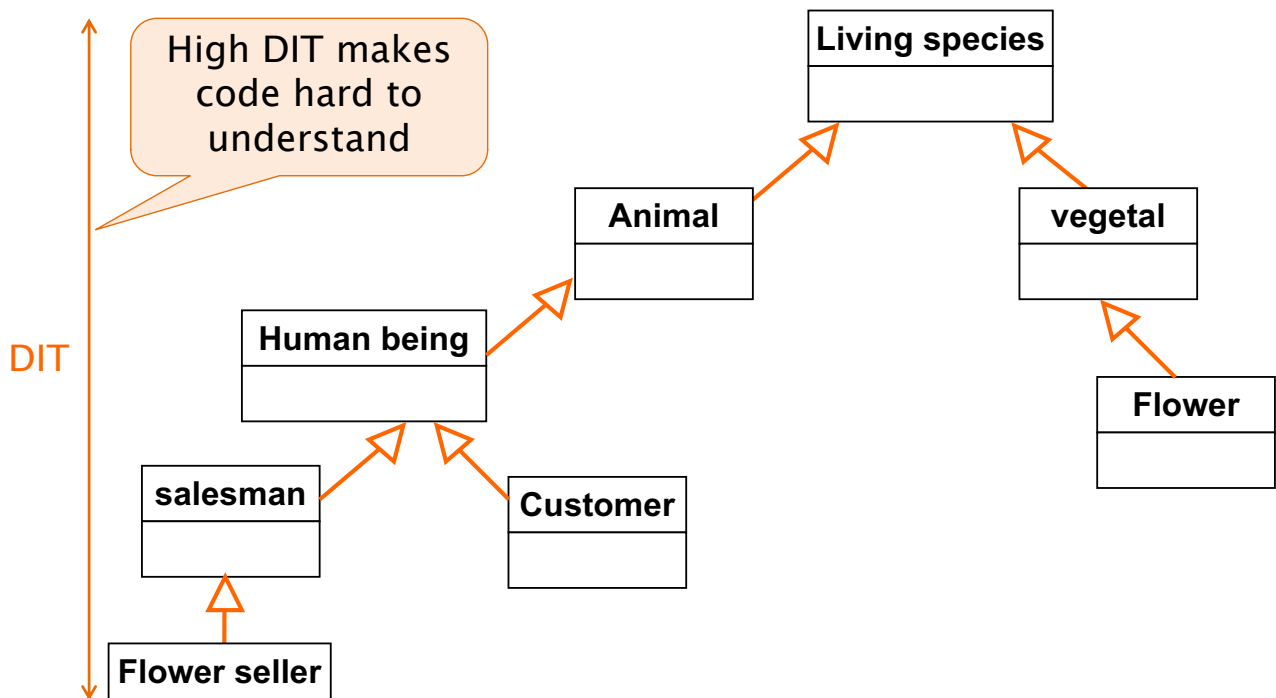 High DIT makes
code hard to
understand
Living species
Animal
vegetal
Human being
DIT
Flower
salesman
Customer
Flower seller